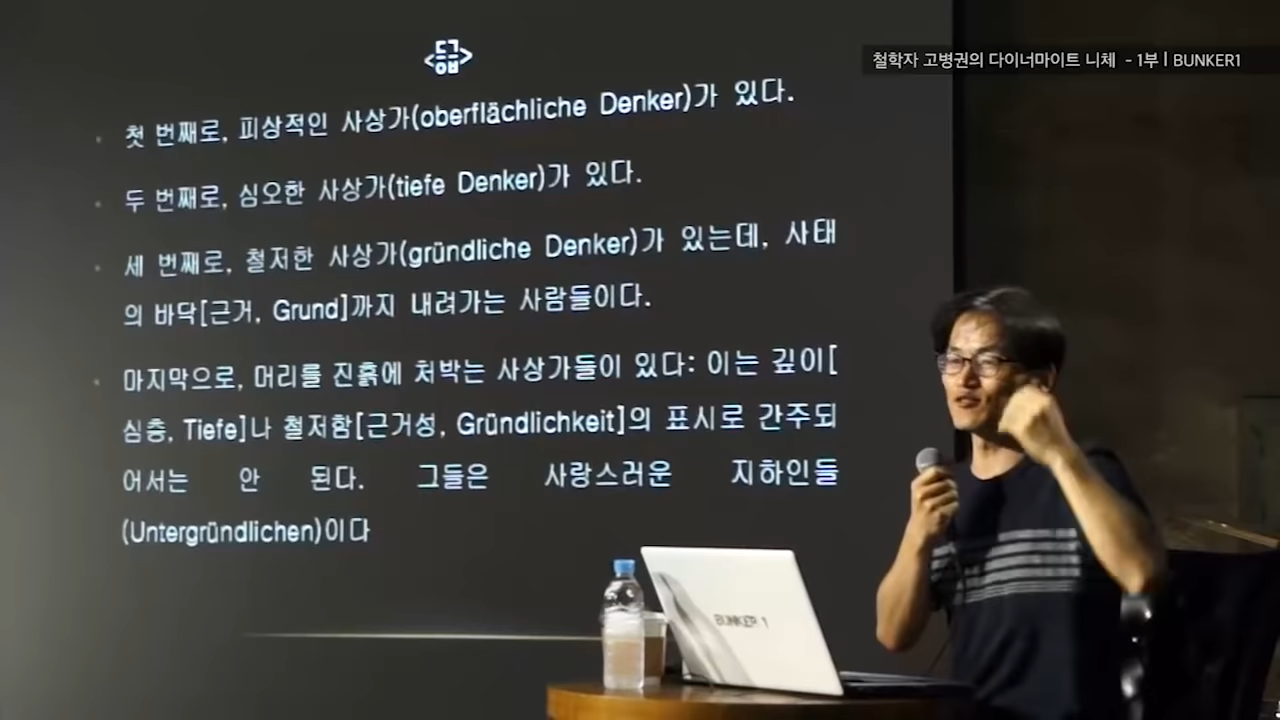 철학자 고병권의 다이너마이트 니체 - 1부 | BUNKER1
첫 번째로, 피상적인 사상가(oberflächliche Denker)가 있다.
두 번째로, 심오한 사상가(tiefe Denker)가 있다.
세 번째로, 철저한 사상가(gründliche Denker)가 있는데, 사태
의 바닥[근거, Grund]까지 내려가는 사람들이다.
마지막으로, 머리를 진흙에 처박는 사상가들이 있다: 이는 깊이[
심층, Tiefe]나 철저함[근거성, Gründlichkeit]의 표시로 간주되
어서는 안 된다. 그들은 사랑스러운 지하인들
(Untergründlichen)이다
BUNKER 1